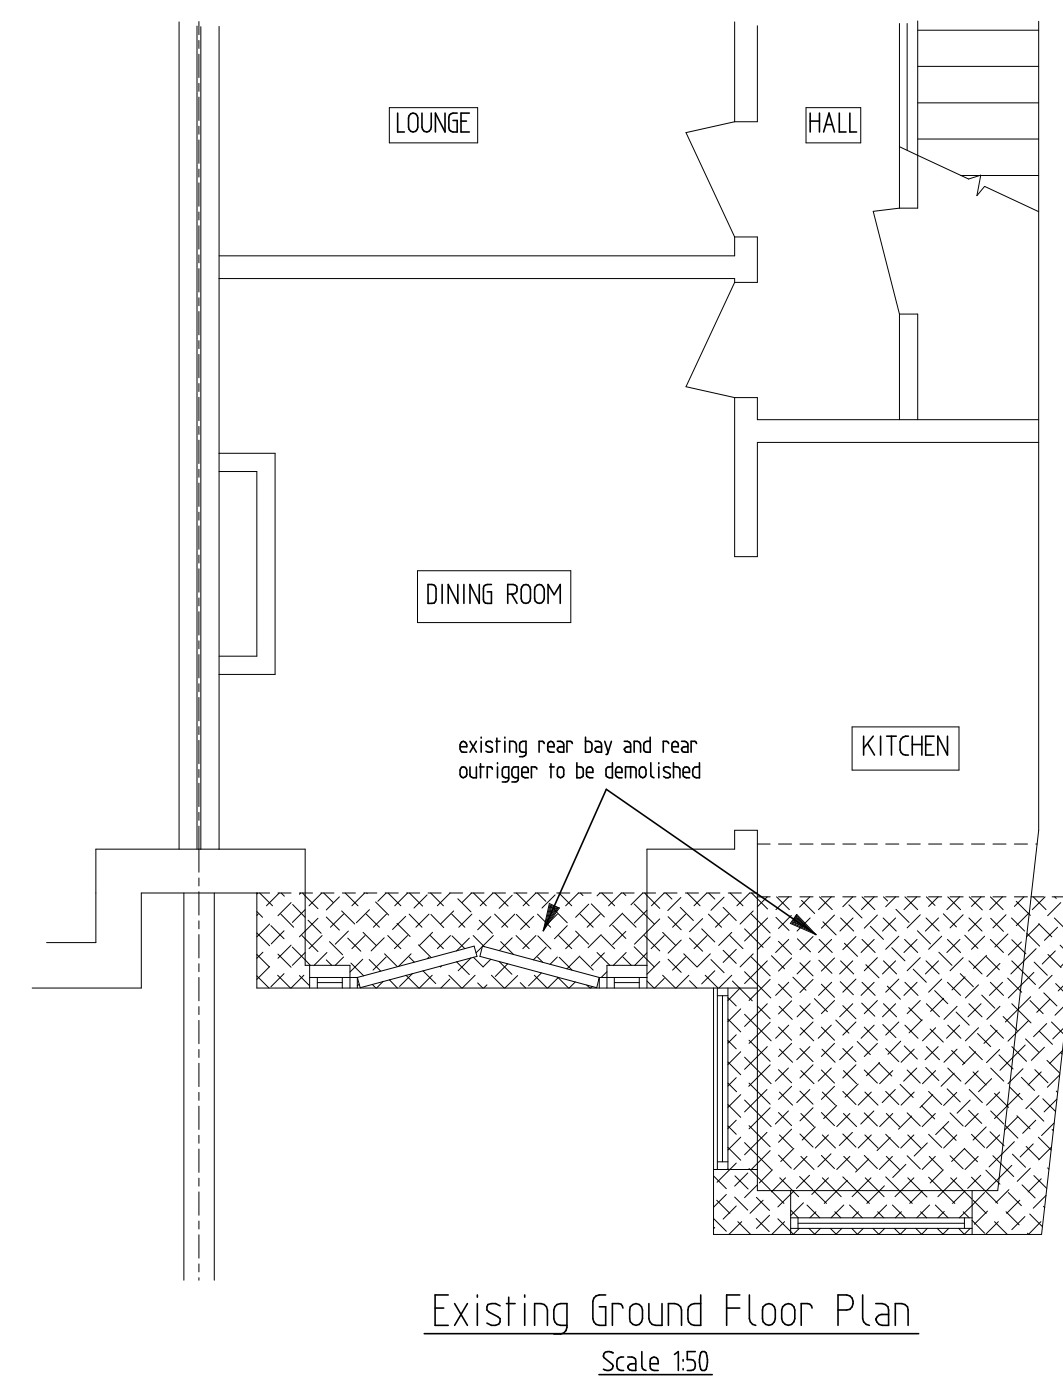 LOUNGE
HALL
DINING ROOM
existing rear bay and rear
outrigger to be demolished
KITCHEN
Existing Ground Floor Plan
Scale 1:50